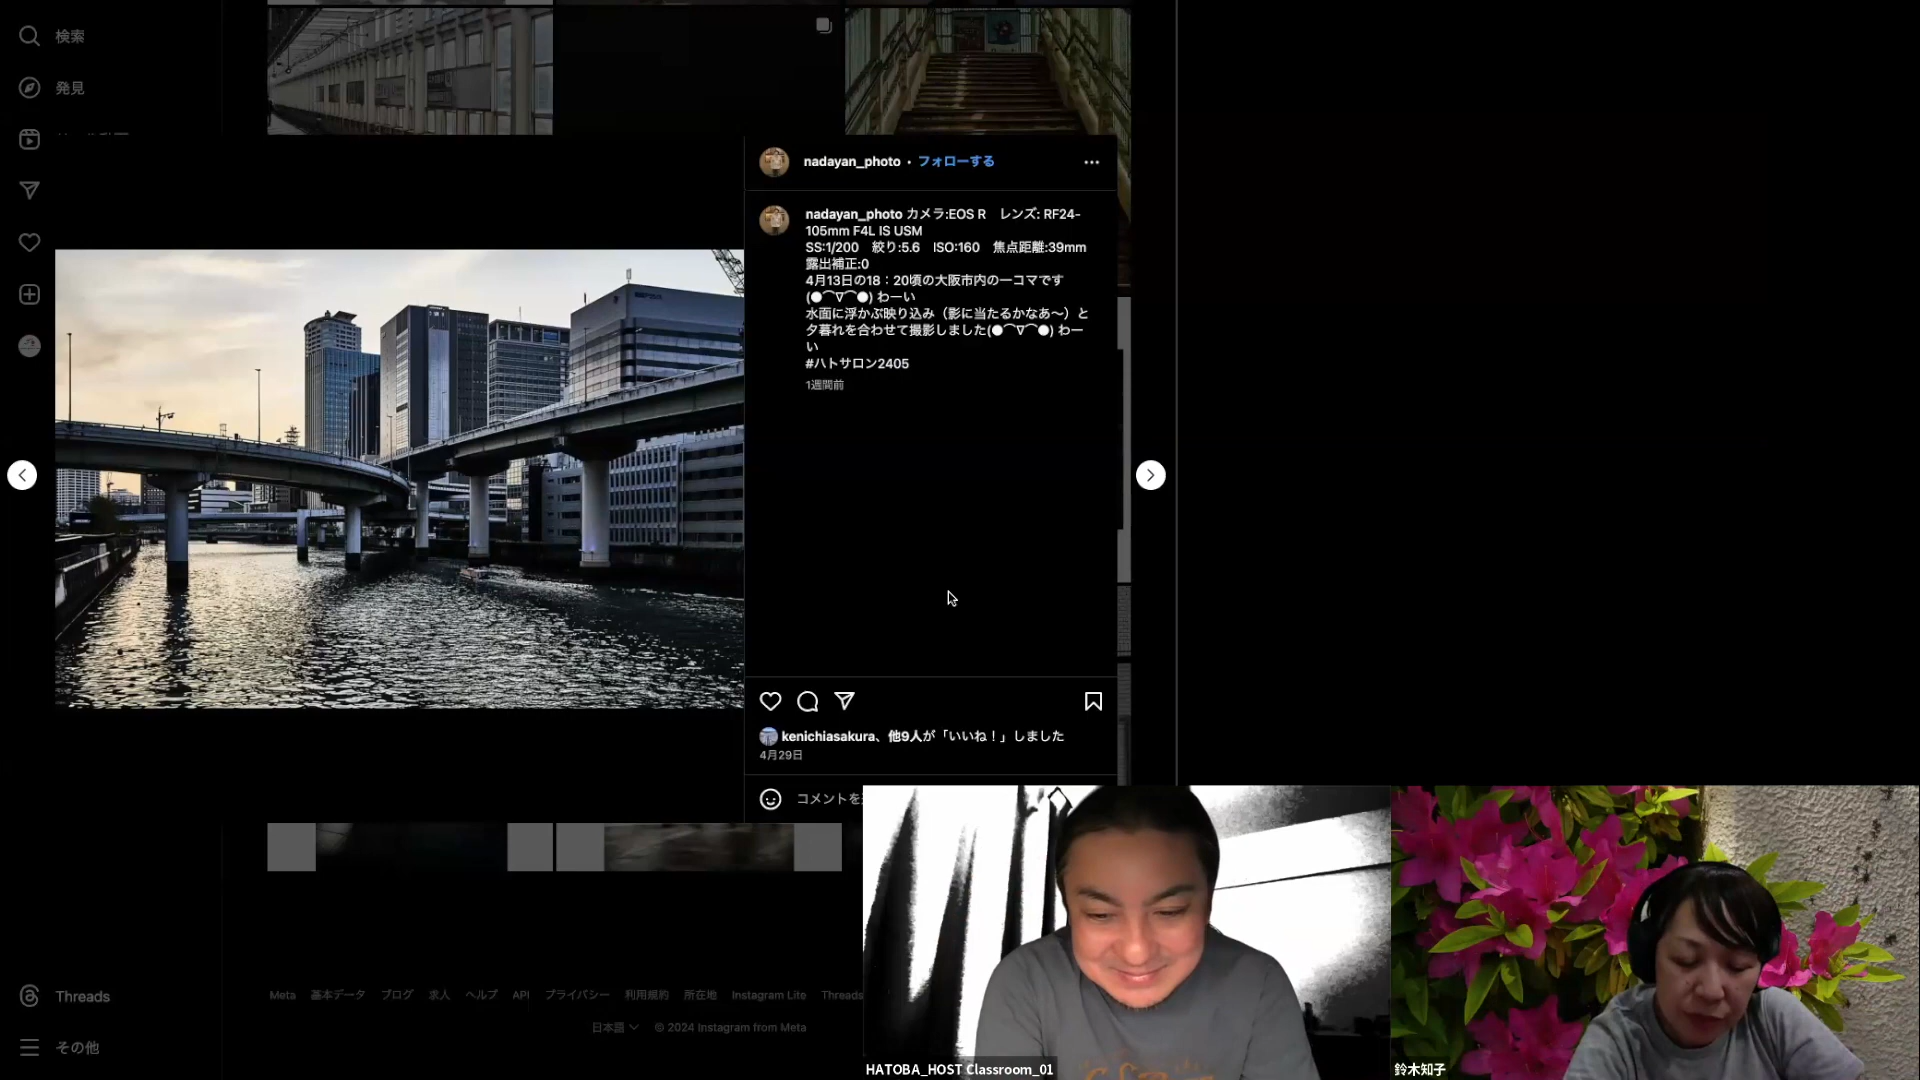 検索
発見
nadayan_photo • フォローする
nadayan_photo カメラ:EOS R　レンズ: RF24-
105mm F4L IS USM
SS:1/200　絞り:5.6　ISO:160　焦点距離:39mm
露出補正:0
4月13日の18：20頃の大阪市内の一コマです
(●⌒∇⌒●) わーい
水面に浮かぶ映り込み（影に当たるかなあ〜）と
夕暮れを合わせて撮影しました(●⌒∇⌒●) わー
い
#ハトサロン2405
1週間前
kenichiasakura、他9人が「いいね！」しました
4月29日
コメントを
Threads
その他
Meta 基本データ ブログ 求人 ヘルプ API プライバシー 利用規約 所在地 Instagram Lite Threads
日本語 © 2024 Instagram from Meta
HATOBA_HOST Classroom_01
鈴木知子